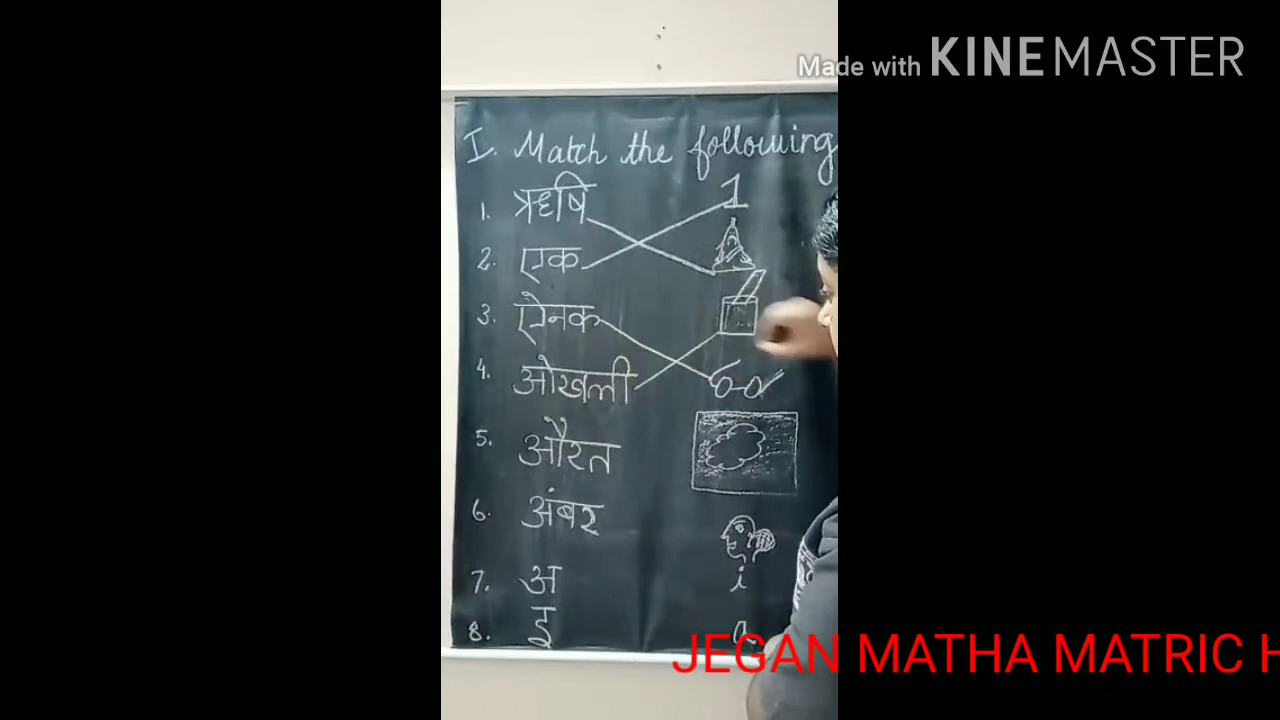 Made with KINEMASTER
I. Match the following
1. ऋषि 1
2. एक
3. ऐनक
4. ओखली
5. औरत
6. अंबर
7. अ i
8. इ a
JEGAN MATHA MATRIC H